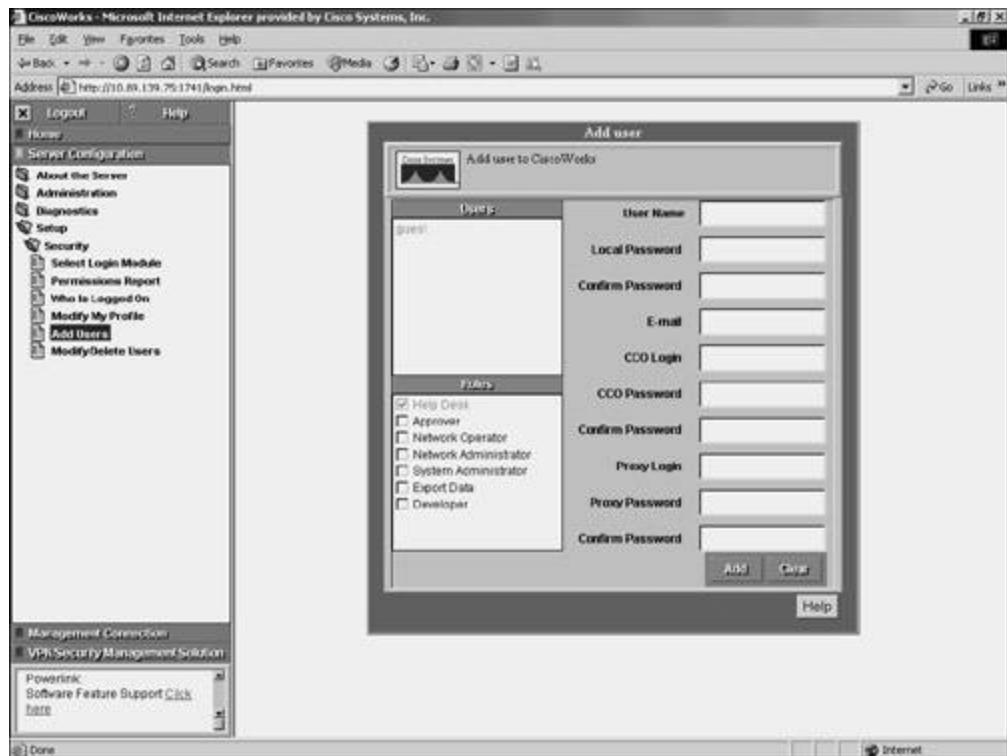 CiscoWorks - Microsoft Internet Explorer provided by Cisco Systems, Inc.
File Edit View Favorites Tools Help
Back Search Favorites Media
Address http://10.89.139.75:1741/login.html Go Links »
Logout ? Help
Home
Server Configuration
About the Server
Administration
Diagnostics
Setup
Security
Select Login Module
Permissions Report
Who Is Logged On
Modify My Profile
Add Users
Modify/Delete Users
Management Connection
VPN/Security Management Solution
Powerlink:
Software Feature Support Click
here
Add user
Cisco Systems
Add user to CiscoWorks
Users
guest
Roles
Help Desk
Approver
Network Operator
Network Administrator
System Administrator
Export Data
Developer
User Name
Local Password
Confirm Password
E-mail
CCO Login
CCO Password
Confirm Password
Proxy Login
Proxy Password
Confirm Password
Add Clear
Help
Done Internet